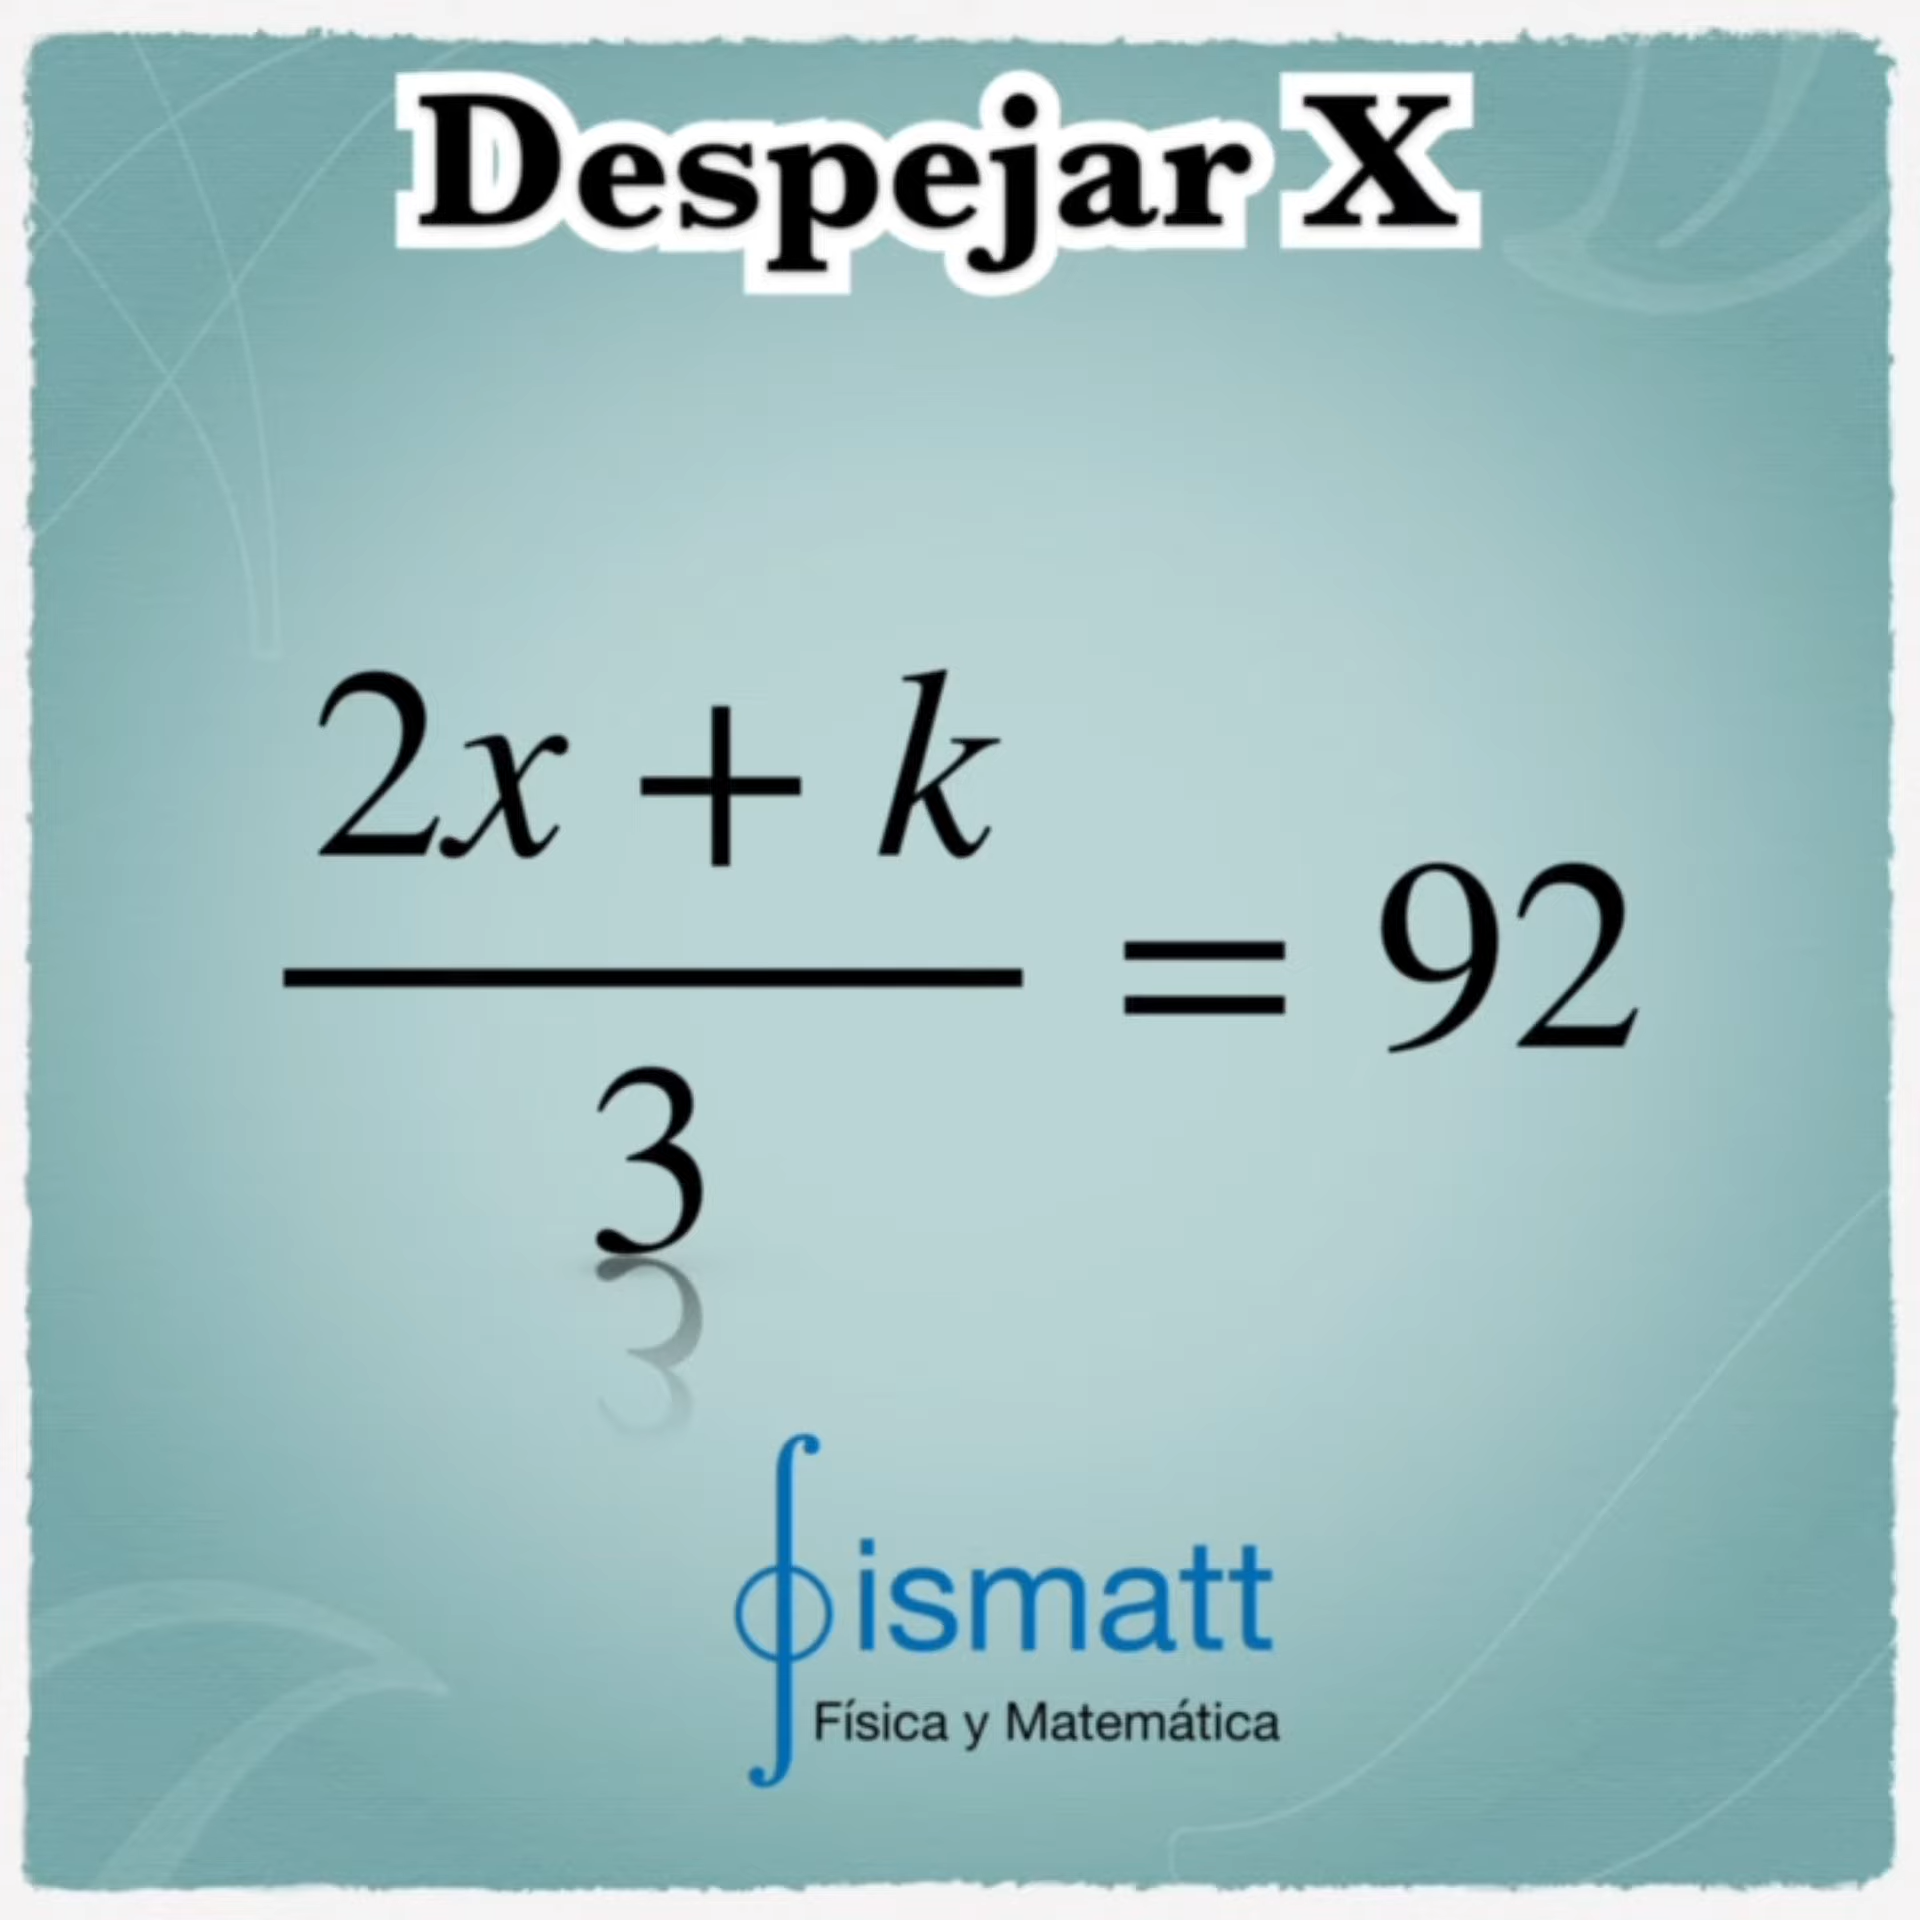 Despejar X
2x + k
= 92
3
ismatt
Física y Matemática